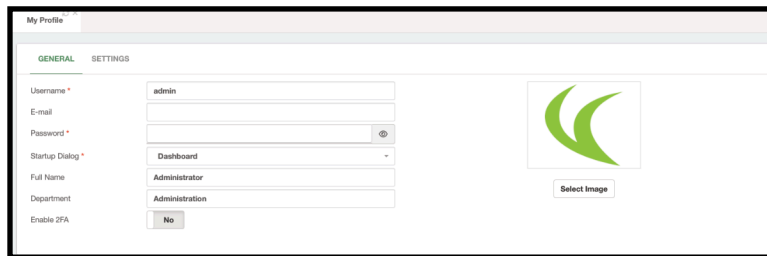 My Profile
GENERAL SETTINGS
Username * admin
E-mail
Password *
Startup Dialog * Dashboard
Full Name Administrator
Department Administration
Enable 2FA No
Select Image